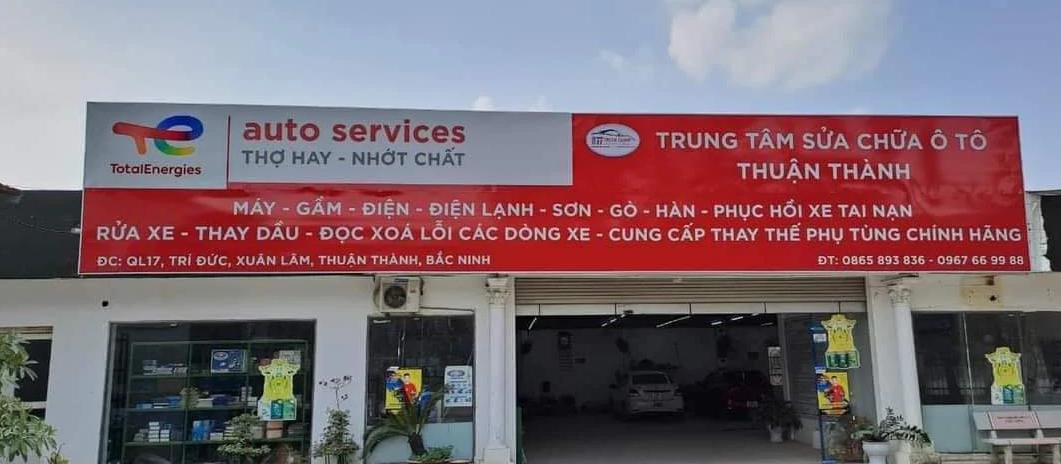 TotalEnergies
auto services
THỢ HAY - NHỚT CHẤT
TRUNG TÂM SỬA CHỮA Ô TÔ
THUẬN THÀNH
MÁY - GẦM - ĐIỆN - ĐIỆN LẠNH - SƠN - GÒ - HÀN - PHỤC HỒI XE TAI NẠN
RỬA XE - THAY DẦU - ĐỌC XOÁ LỖI CÁC DÒNG XE - CUNG CẤP THAY THẾ PHỤ TÙNG CHÍNH HÃNG
ĐC: QL17, TRÍ ĐỨC, XUÂN LÂM, THUẬN THÀNH, BẮC NINH
ĐT: 0865 893 836 - 0967 66 99 88